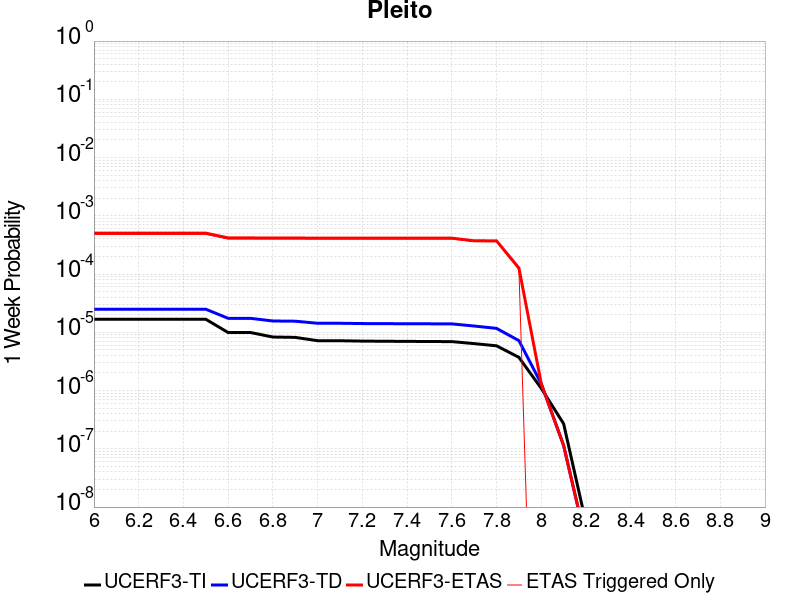 Pleito
10^0
10^-1
10^-2
10^-3
10^-4
10^-5
10^-6
10^-7
10^-8
1 Week Probability
6 6.2 6.4 6.6 6.8 7 7.2 7.4 7.6 7.8 8 8.2 8.4 8.6 8.8 9
Magnitude
UCERF3-TI UCERF3-TD UCERF3-ETAS ETAS Triggered Only